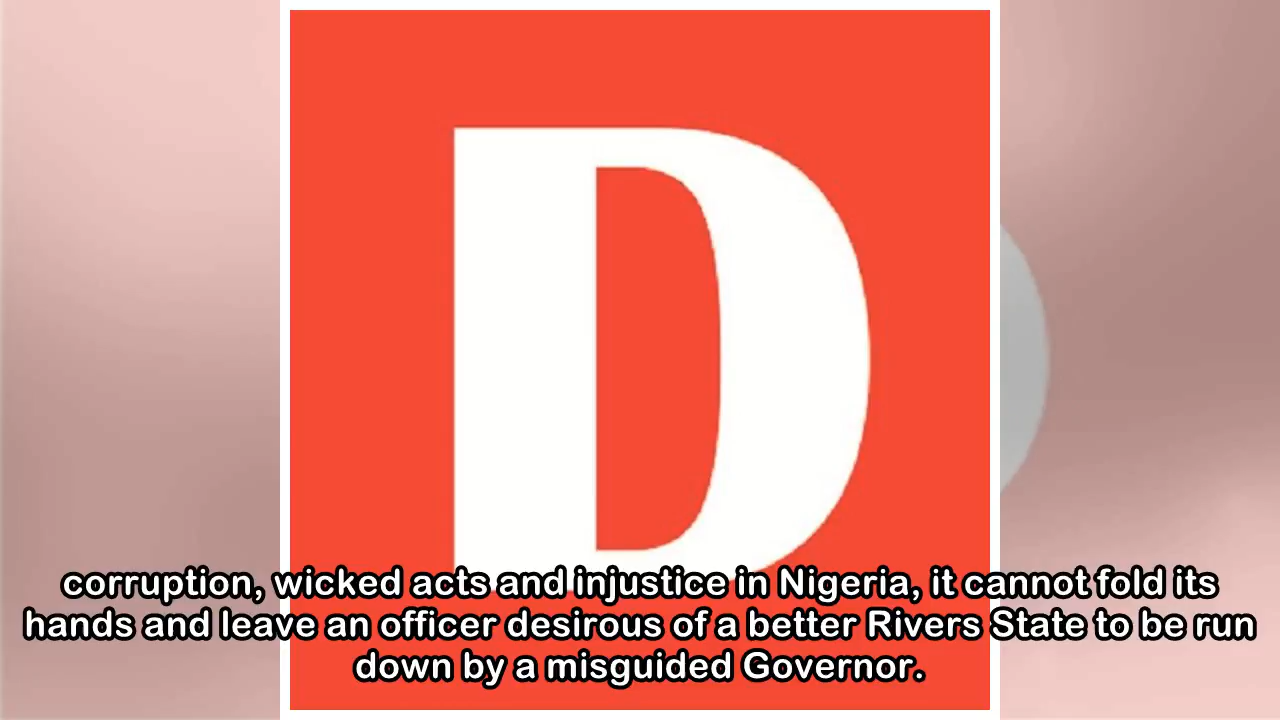 D
corruption, wicked acts and injustice in Nigeria, it cannot fold its
hands and leave an officer desirous of a better Rivers State to be run
down by a misguided Governor.